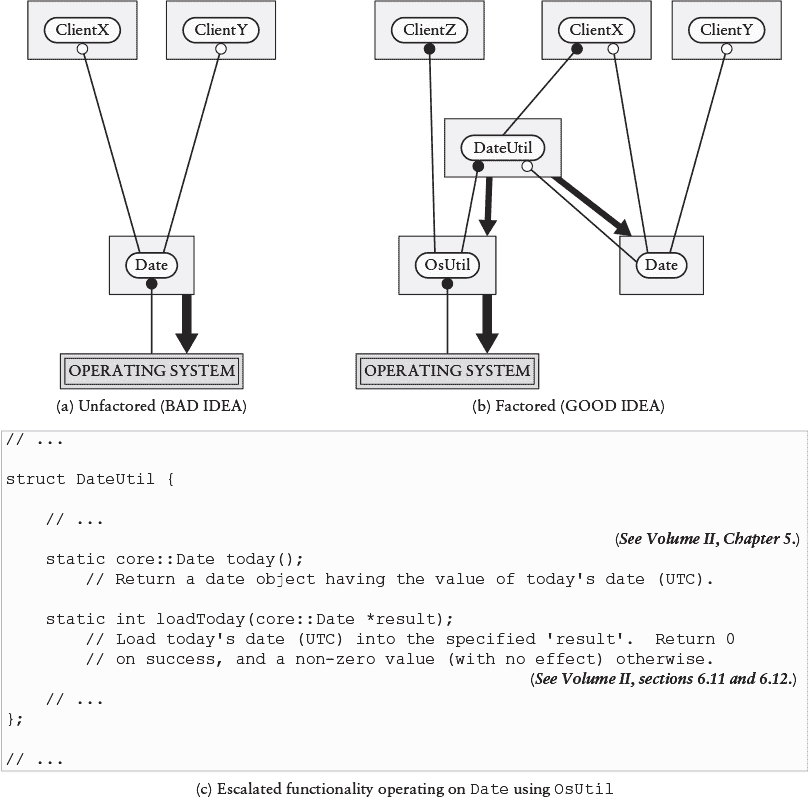 ClientX
ClientY
ClientZ
ClientX
ClientY
DateUtil
Date
OsUtil
Date
OPERATING SYSTEM
OPERATING SYSTEM
(a) Unfactored (BAD IDEA)
(b) Factored (GOOD IDEA)
// ...
struct DateUtil {
// ...
(See Volume II, Chapter 5.)
static core::Date today();
// Return a date object having the value of today's date (UTC).
static int loadToday(core::Date *result);
// Load today's date (UTC) into the specified 'result'.  Return 0
// on success, and a non-zero value (with no effect) otherwise.
(See Volume II, sections 6.11 and 6.12.)
// ...
};
// ...
(c) Escalated functionality operating on Date using OsUtil